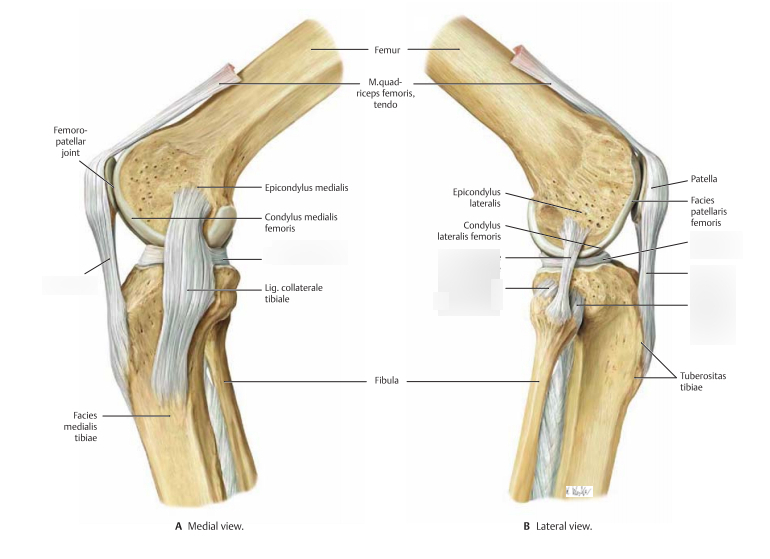 Femur
M.quad-
riceps femoris,
tendo
Femoro-
patellar
joint
Epicondylus medialis
Condylus medialis
femoris
Lig. collaterale
tibiale
Facies
medialis
tibiae
Fibula
Epicondylus
lateralis
Condylus
lateralis femoris
Patella
Facies
patellaris
femoris
Tuberositas
tibiae
A Medial view.
B Lateral view.